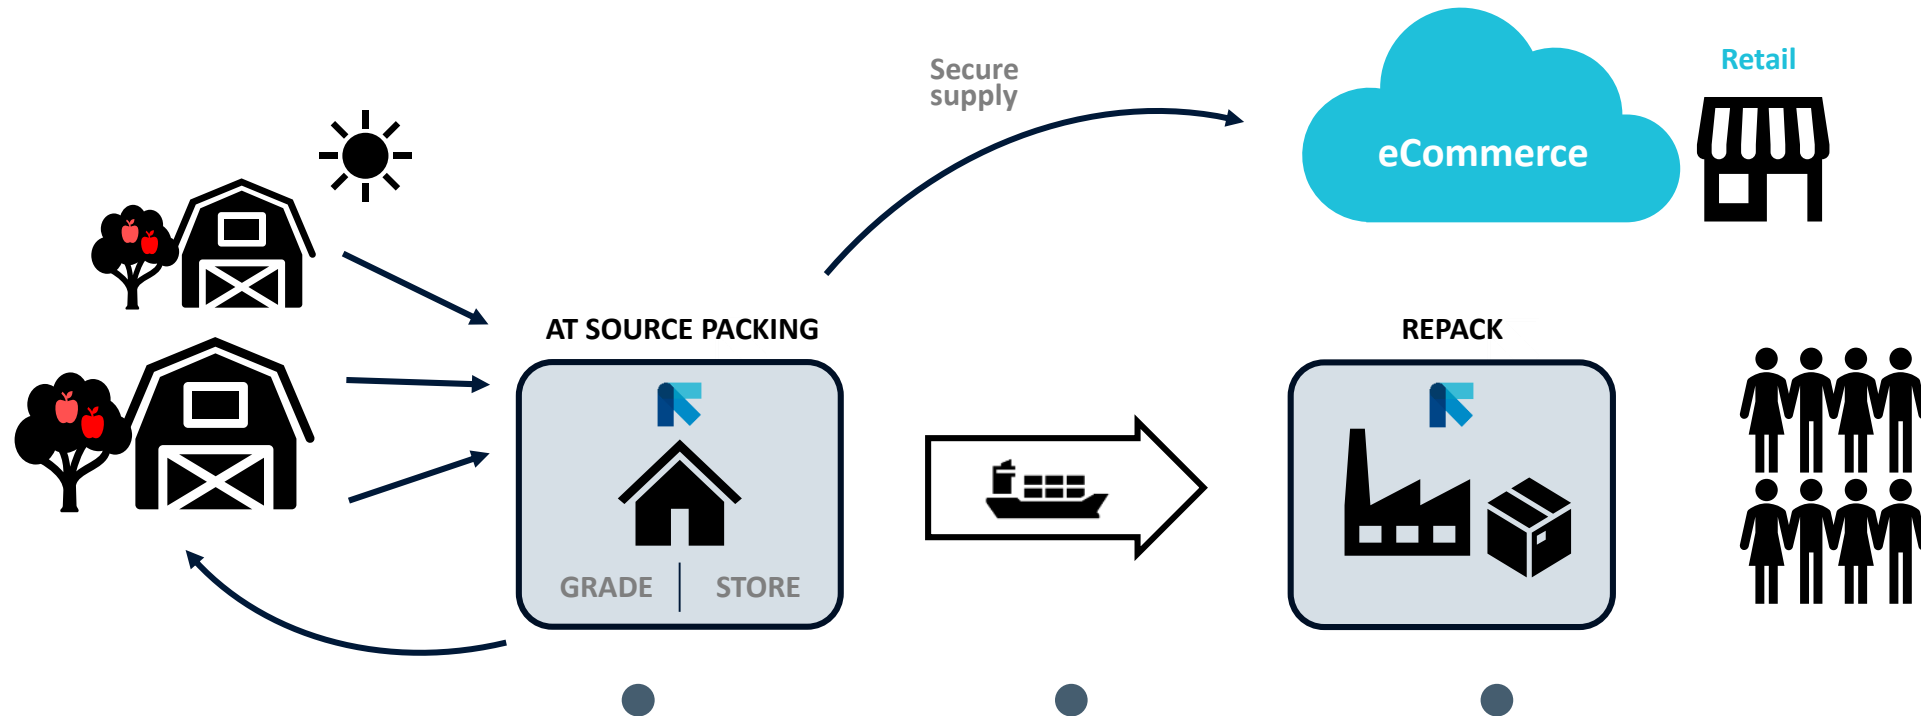 Secure
supply
Retail
eCommerce
AT SOURCE PACKING
REPACK
GRADE
STORE